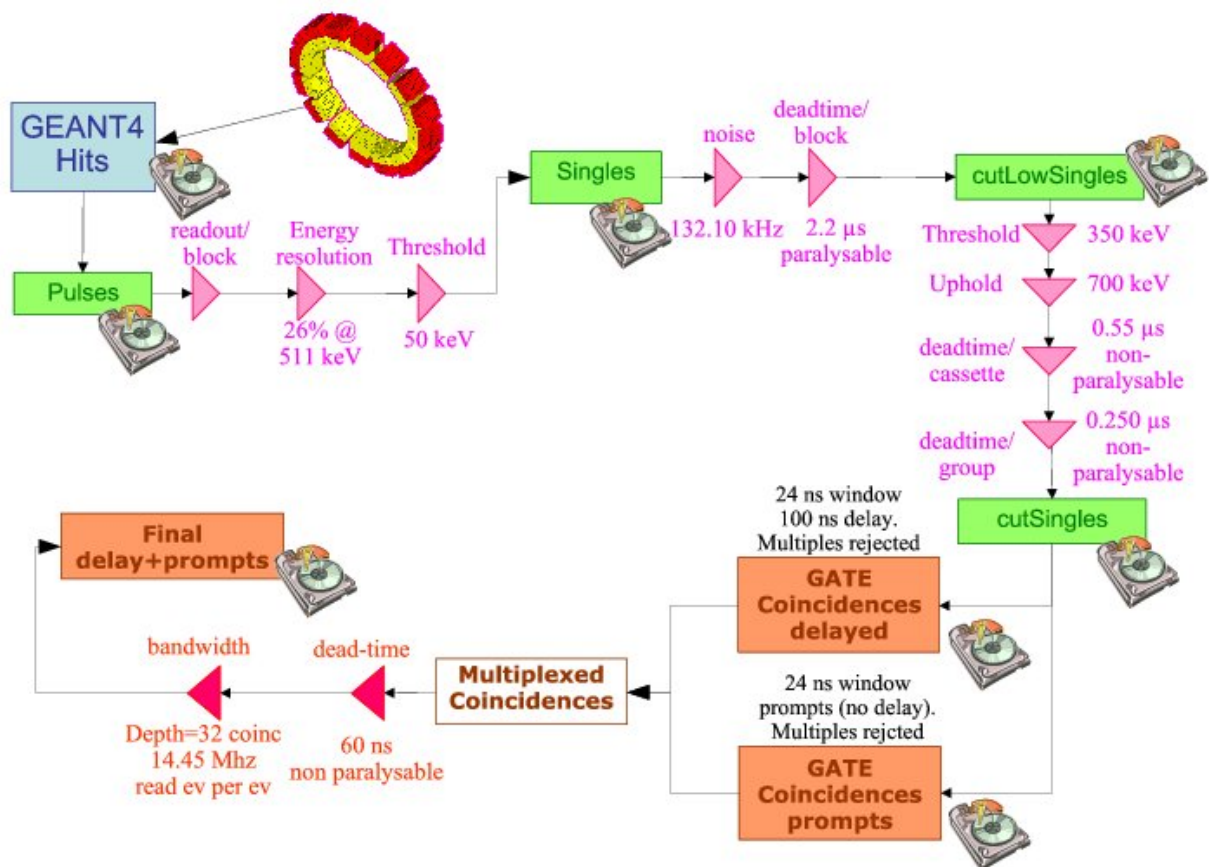 GEANT4
Hits
Pulses
readout/
block
Energy
resolution
26% @
511 keV
Threshold
50 keV
Singles
noise
132.10 kHz
deadtime/
block
2.2 µs
paralysable
cutLowSingles
Threshold
350 keV
Uphold
700 keV
deadtime/
cassette
0.55 µs
non-
paralysable
deadtime/
group
0.250 µs
non-
paralysable
cutSingles
24 ns window
100 ns delay.
Multiples rejected
GATE
Coincidences
delayed
24 ns window
prompts (no delay).
Multiples rejcted
GATE
Coincidences
prompts
Multiplexed
Coincidences
dead-time
60 ns
non paralysable
bandwidth
Depth=32 coinc
14.45 Mhz
read ev per ev
Final
delay+prompts